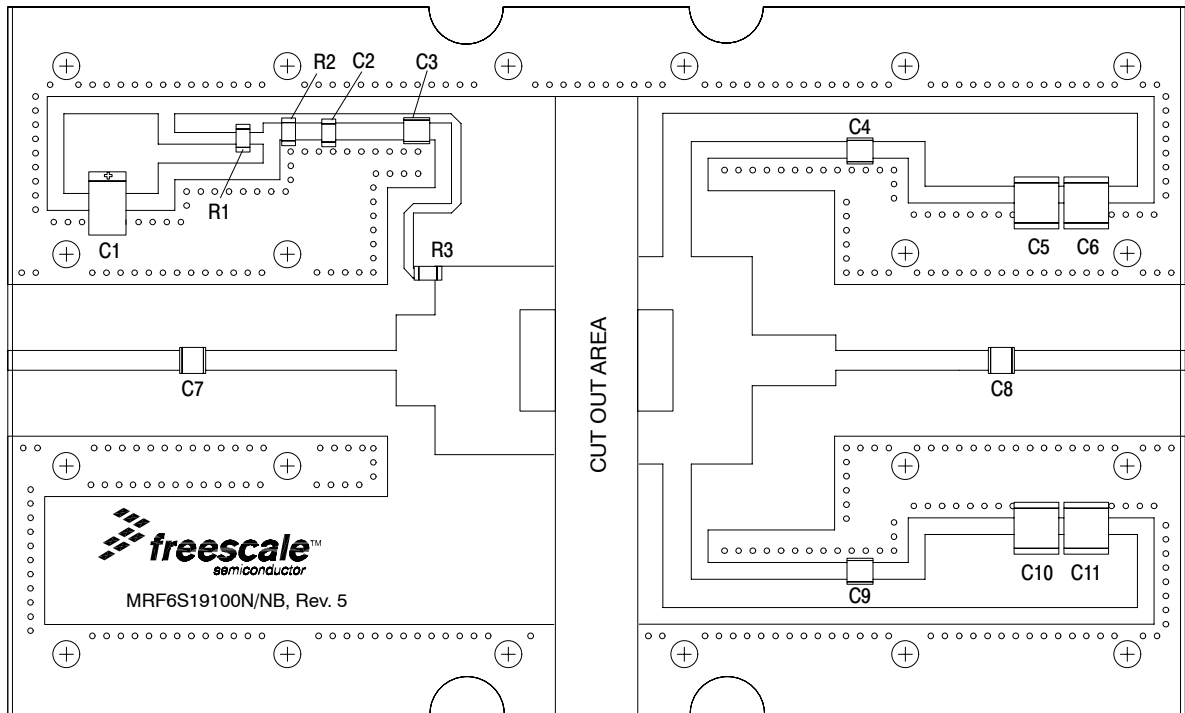 R2
C2
C3
C4
R1
C1
R3
C5
C6
C7
CUT OUT AREA
C8
freescale™
semiconductor
MRF6S19100N/NB, Rev. 5
C10
C11
C9